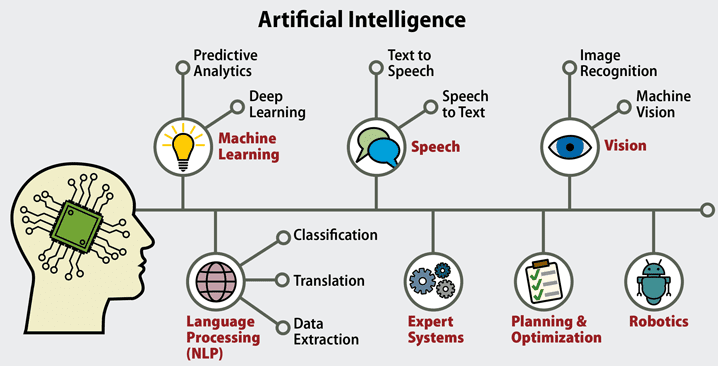 Artificial Intelligence
Predictive
Analytics
Deep
Learning
Machine
Learning
Text to
Speech
Speech
to Text
Speech
Image
Recognition
Machine
Vision
Vision
Classification
Translation
Data
Extraction
Language
Processing
(NLP)
Expert
Systems
Planning &
Optimization
Robotics